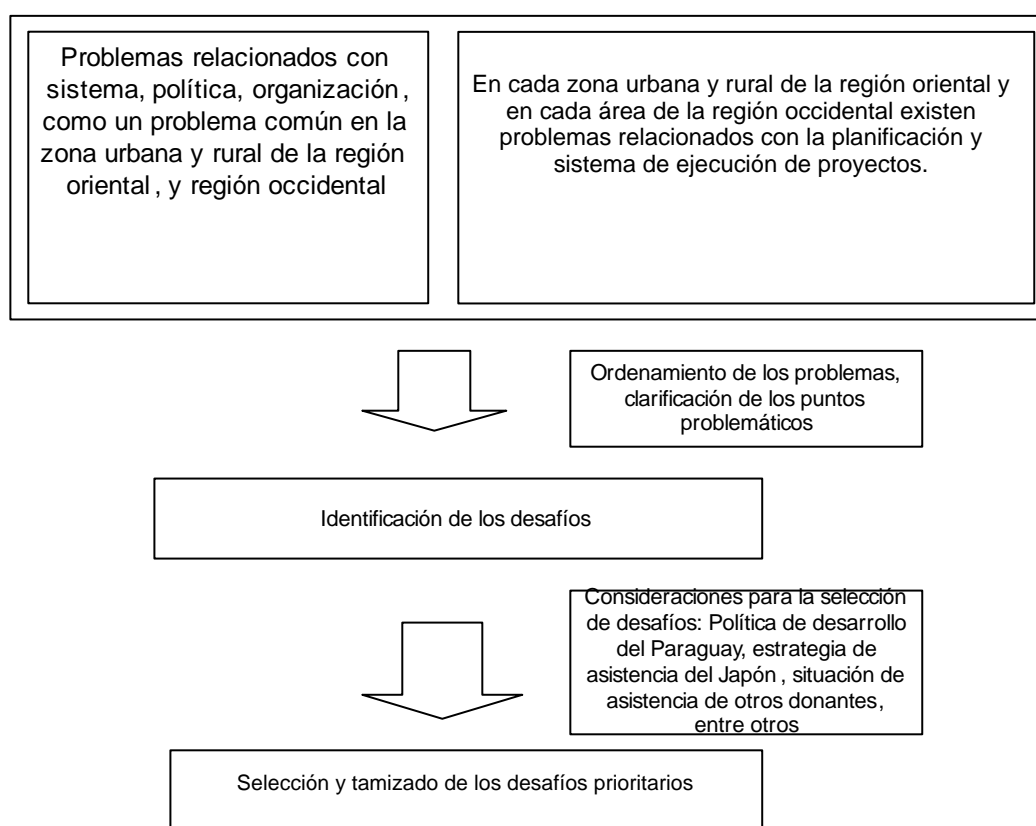 Problemas relacionados con
sistema, política, organización,
como un problema común en la
zona urbana y rural de la región
oriental, y región occidental
En cada zona urbana y rural de la región oriental y
en cada área de la región occidental existen
problemas relacionados con la planificación y
sistema de ejecución de proyectos.
Ordenamiento de los problemas,
clarificación de los puntos
problemáticos
Identificación de los desafíos
Consideraciones para la selección
de desafíos: Política de desarrollo
del Paraguay, estrategia de
asistencia del Japón, situación de
asistencia de otros donantes,
entre otros
Selección y tamizado de los desafíos prioritarios